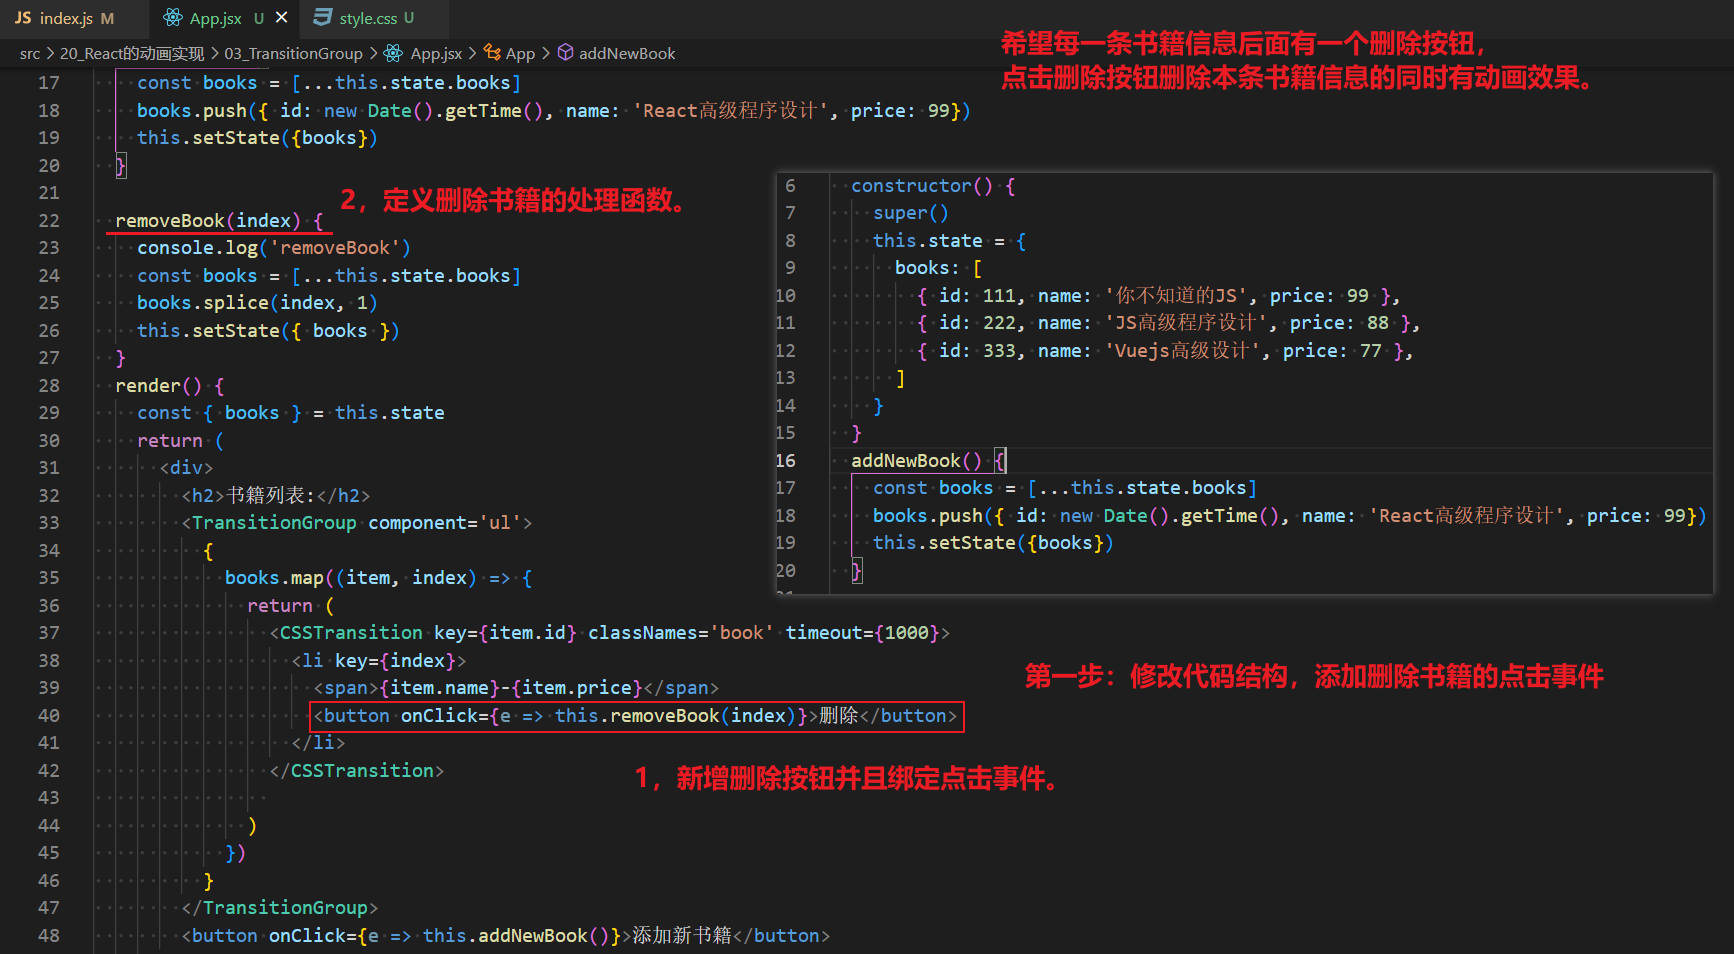 JS index.js M
App.jsx U ×
style.css U
src > 20_React的动画实现 > 03_TransitionGroup > App.jsx > App > addNewBook
希望每一条书籍信息后面有一个删除按钮，
点击删除按钮删除本条书籍信息的同时有动画效果。
17 const books = [...this.state.books]
18 books.push({ id: new Date().getTime(), name: 'React高级程序设计', price: 99})
19 this.setState({books})
20 }
21
2，定义删除书籍的处理函数。
22 removeBook(index) {
23 console.log('removeBook')
24 const books = [...this.state.books]
25 books.splice(index, 1)
26 this.setState({ books })
27 }
28 render() {
29 const { books } = this.state
30 return (
31 <div>
32 <h2>书籍列表:</h2>
33 <TransitionGroup component='ul'>
34 {
35 books.map((item, index) => {
36 return (
37 <CSSTransition key={item.id} classNames='book' timeout={1000}>
38 <li key={index}>
39 <span>{item.name}-{item.price}</span>
40 <button onClick={e => this.removeBook(index)}>删除</button>
41 </li>
42 </CSSTransition>
43
44 )
45 })
46 }
47 </TransitionGroup>
48 <button onClick={e => this.addNewBook()}>添加新书籍</button>
6 constructor() {
7 super()
8 this.state = {
9 books: [
10 { id: 111, name: '你不知道的JS', price: 99 },
11 { id: 222, name: 'JS高级程序设计', price: 88 },
12 { id: 333, name: 'Vuejs高级设计', price: 77 },
13 ]
14 }
15 }
16 addNewBook() {
17 const books = [...this.state.books]
18 books.push({ id: new Date().getTime(), name: 'React高级程序设计', price: 99})
19 this.setState({books})
20 }
第一步：修改代码结构，添加删除书籍的点击事件
1，新增删除按钮并且绑定点击事件。